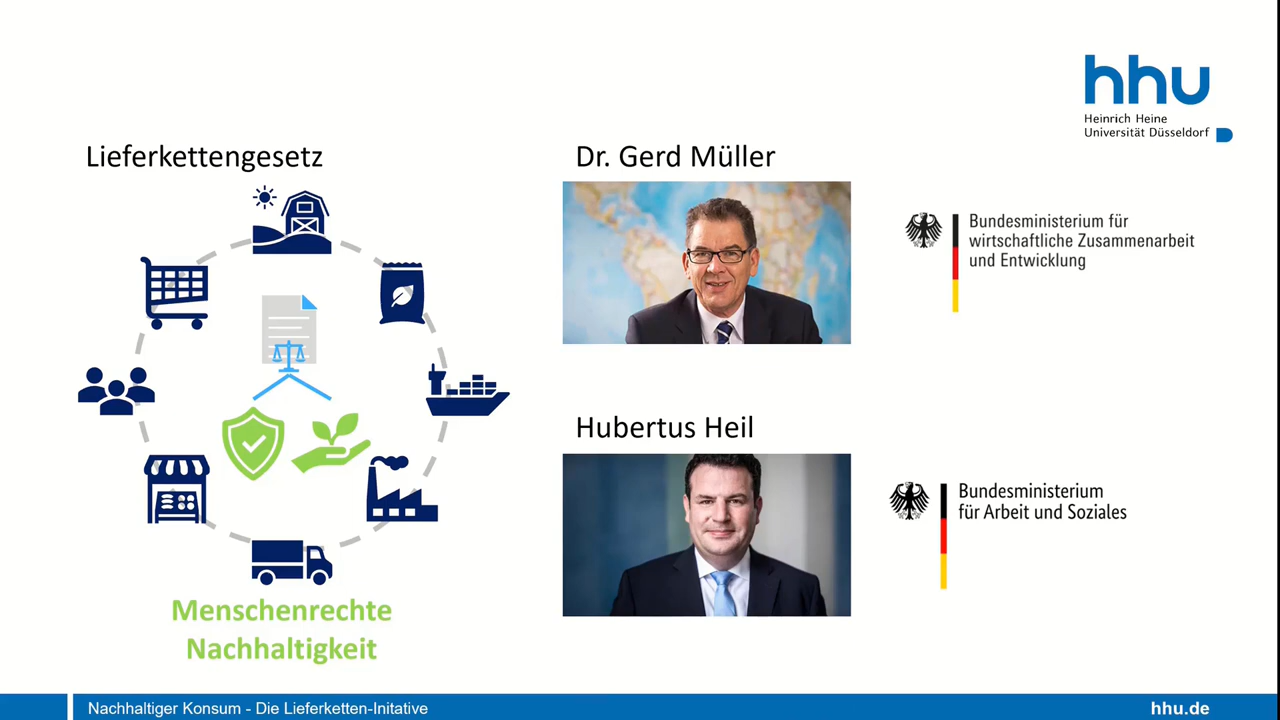 hhu
Heinrich Heine
Universität Düsseldorf
Lieferkettengesetz
Menschenrechte
Nachhaltigkeit
Dr. Gerd Müller
Bundesministerium für
wirtschaftliche Zusammenarbeit
und Entwicklung
Hubertus Heil
Bundesministerium
für Arbeit und Soziales
Nachhaltiger Konsum - Die Lieferketten-Initative
hhu.de